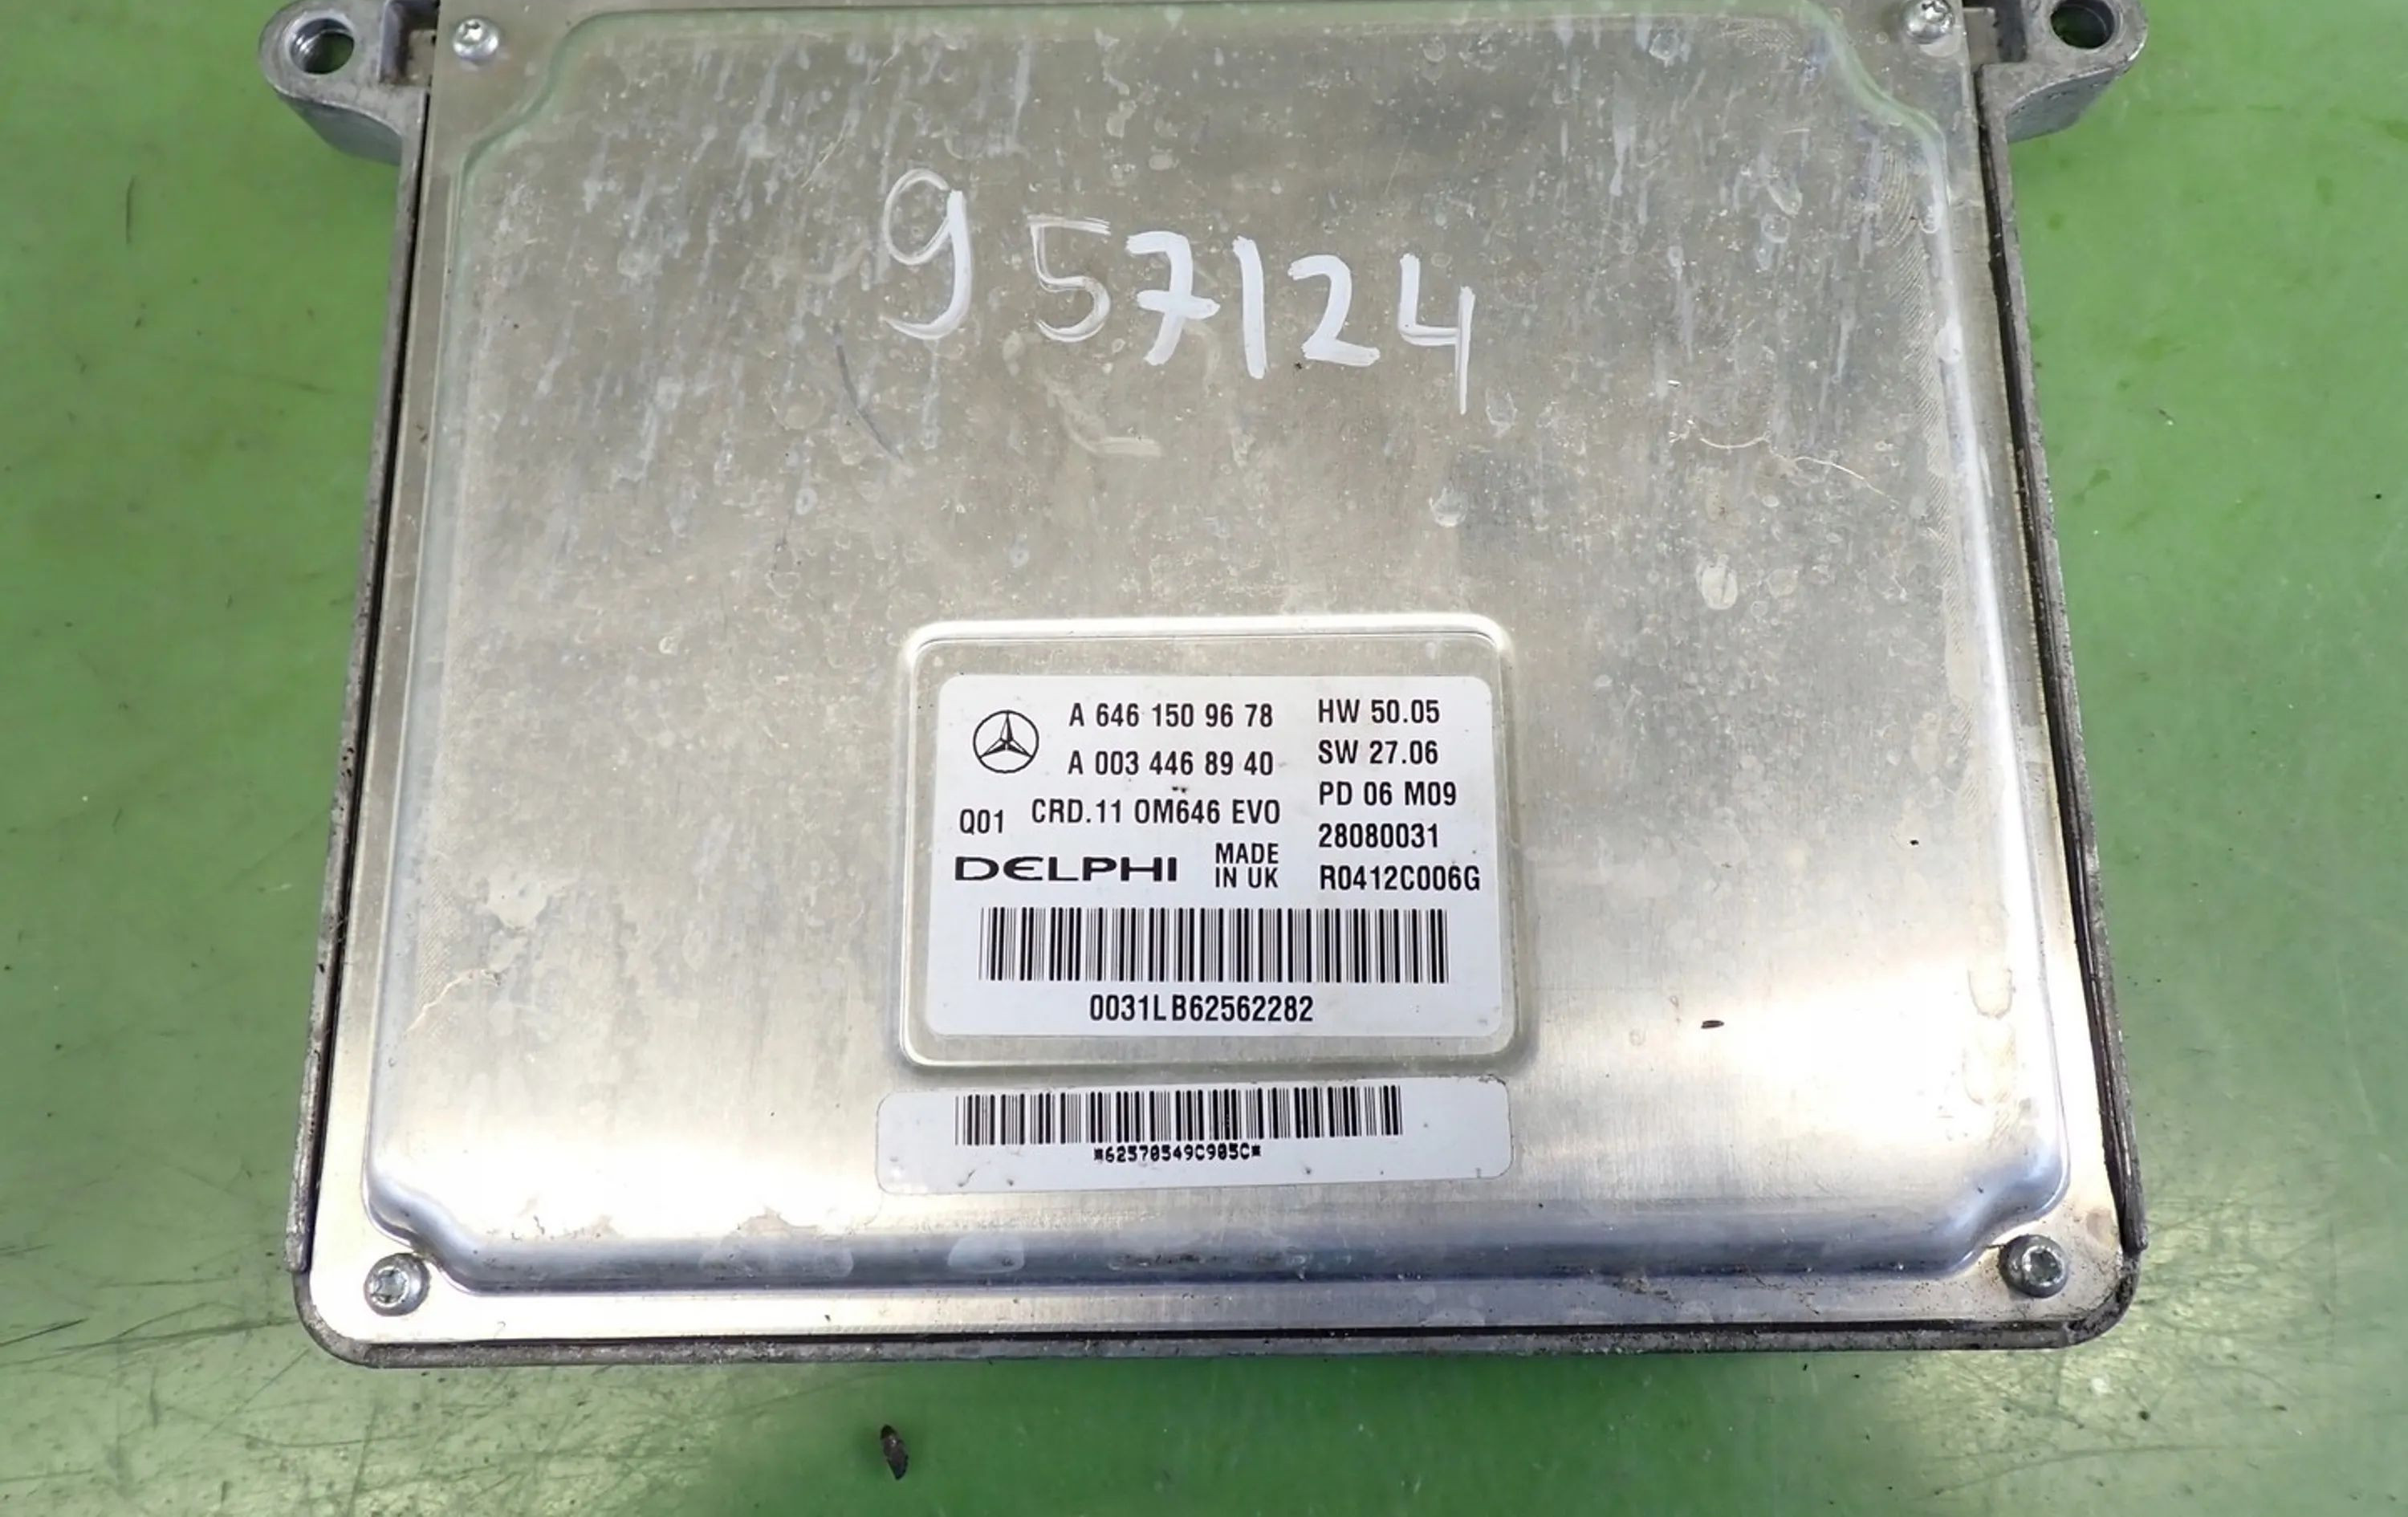 957124
A 646 150 96 78
A 003 446 89 40
Q01 CRD.11 OM646 EVO
DELPHI
MADE
IN UK
HW 50.05
SW 27.06
PD 06 M09
28080031
R0412C006G
0031LB62562282
*62570549C905C*